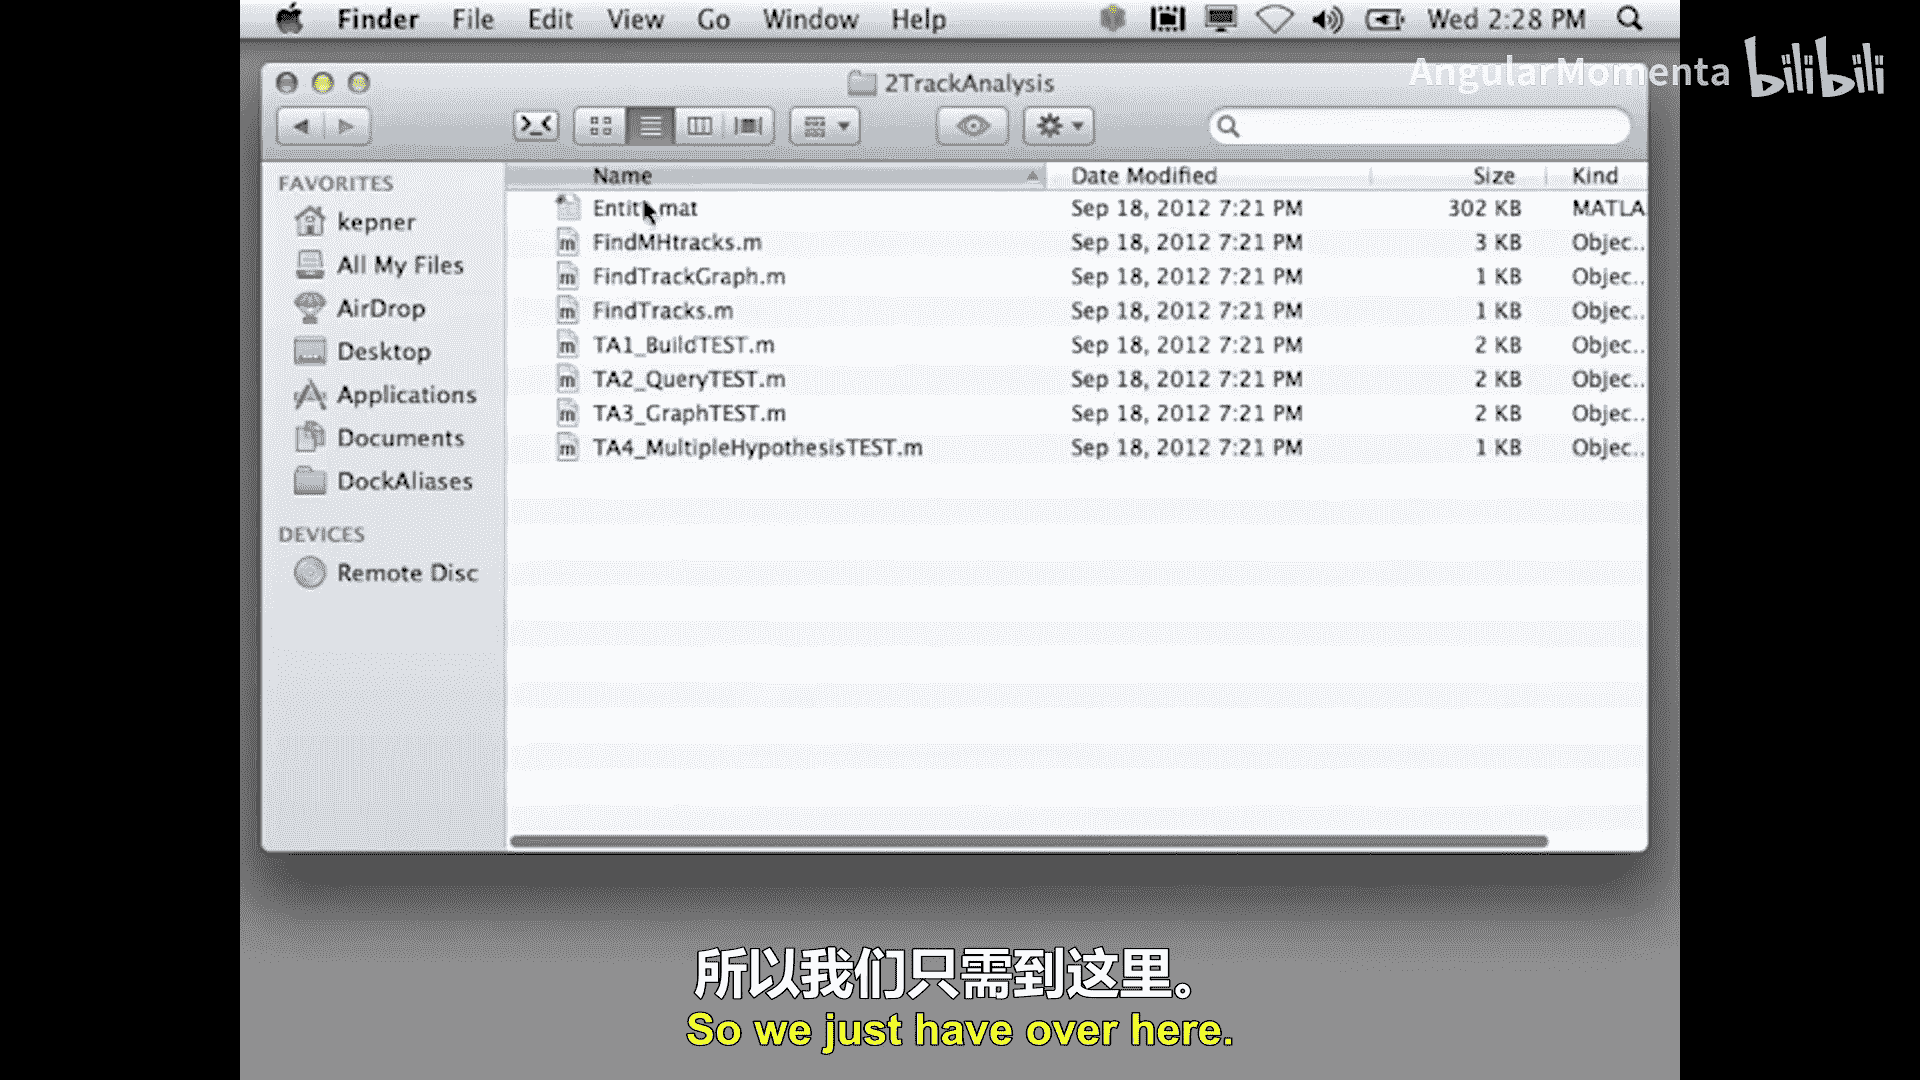 Finder File Edit View Go Window Help Wed 2:28 PM
2TrackAnalysis
AngularMomenta bilibili
FAVORITES
kepner
All My Files
AirDrop
Desktop
Applications
Documents
DockAliases
DEVICES
Remote Disc
Name Date Modified Size Kind
Entit .mat Sep 18, 2012 7:21 PM 302 KB MATLA
FindMHtracks.m Sep 18, 2012 7:21 PM 3 KB Objec...
FindTrackGraph.m Sep 18, 2012 7:21 PM 1 KB Objec...
FindTracks.m Sep 18, 2012 7:21 PM 1 KB Objec...
TA1_BuildTEST.m Sep 18, 2012 7:21 PM 2 KB Objec...
TA2_QueryTEST.m Sep 18, 2012 7:21 PM 2 KB Objec...
TA3_GraphTEST.m Sep 18, 2012 7:21 PM 2 KB Objec...
TA4_MultipleHypothesisTEST.m Sep 18, 2012 7:21 PM 1 KB Objec...
所以我们只需到这里。
So we just have over here.